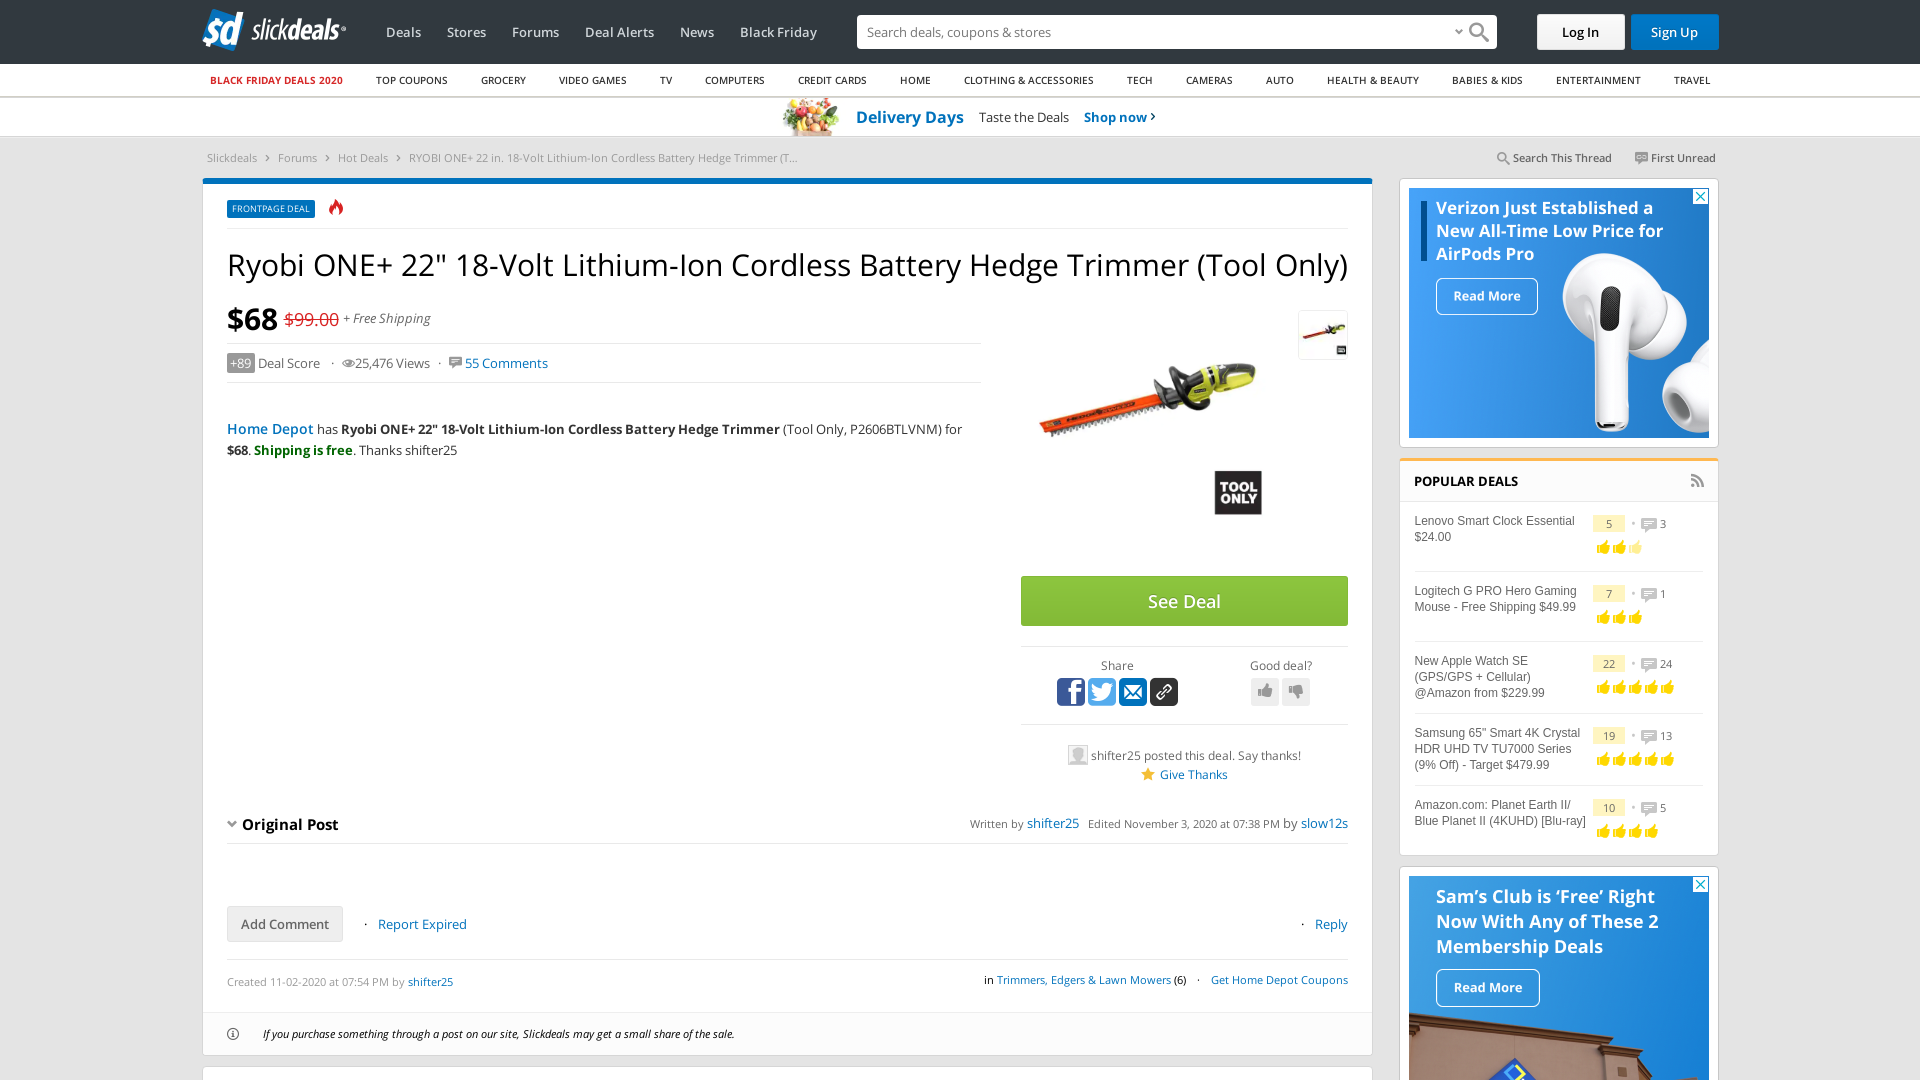 sd slickdeals
Deals
Stores
Forums
Deal Alerts
News
Black Friday
Search deals, coupons & stores
Log In
Sign Up
BLACK FRIDAY DEALS 2020
TOP COUPONS
GROCERY
VIDEO GAMES
TV
COMPUTERS
CREDIT CARDS
HOME
CLOTHING & ACCESSORIES
TECH
CAMERAS
AUTO
HEALTH & BEAUTY
BABIES & KIDS
ENTERTAINMENT
TRAVEL
Delivery Days Taste the Deals Shop now ›
Slickdeals › Forums › Hot Deals › RYOBI ONE+ 22 in. 18-Volt Lithium-Ion Cordless Battery Hedge Trimmer (T...
Search This Thread
First Unread
FRONTPAGE DEAL
Ryobi ONE+ 22" 18-Volt Lithium-Ion Cordless Battery Hedge Trimmer (Tool Only)
$68 $99.00 + Free Shipping
+89 Deal Score · 25,476 Views · 55 Comments
Home Depot has Ryobi ONE+ 22" 18-Volt Lithium-Ion Cordless Battery Hedge Trimmer (Tool Only, P2606BTLVNM) for
$68. Shipping is free. Thanks shifter25
TOOL
ONLY
See Deal
Share
Good deal?
shifter25 posted this deal. Say thanks!
Give Thanks
Original Post
Written by shifter25 Edited November 3, 2020 at 07:38 PM by slow12s
Add Comment
· Report Expired
· Reply
Created 11-02-2020 at 07:54 PM by shifter25
in Trimmers, Edgers & Lawn Mowers (6) · Get Home Depot Coupons
If you purchase something through a post on our site, Slickdeals may get a small share of the sale.
Verizon Just Established a
New All-Time Low Price for
AirPods Pro
Read More
POPULAR DEALS
Lenovo Smart Clock Essential
$24.00
5 • 3
Logitech G PRO Hero Gaming
Mouse - Free Shipping $49.99
7 • 1
New Apple Watch SE
(GPS/GPS + Cellular)
@Amazon from $229.99
22 • 24
Samsung 65" Smart 4K Crystal
HDR UHD TV TU7000 Series
(9% Off) - Target $479.99
19 • 13
Amazon.com: Planet Earth II/
Blue Planet II (4KUHD) [Blu-ray]
10 • 5
Sam's Club is 'Free' Right
Now With Any of These 2
Membership Deals
Read More